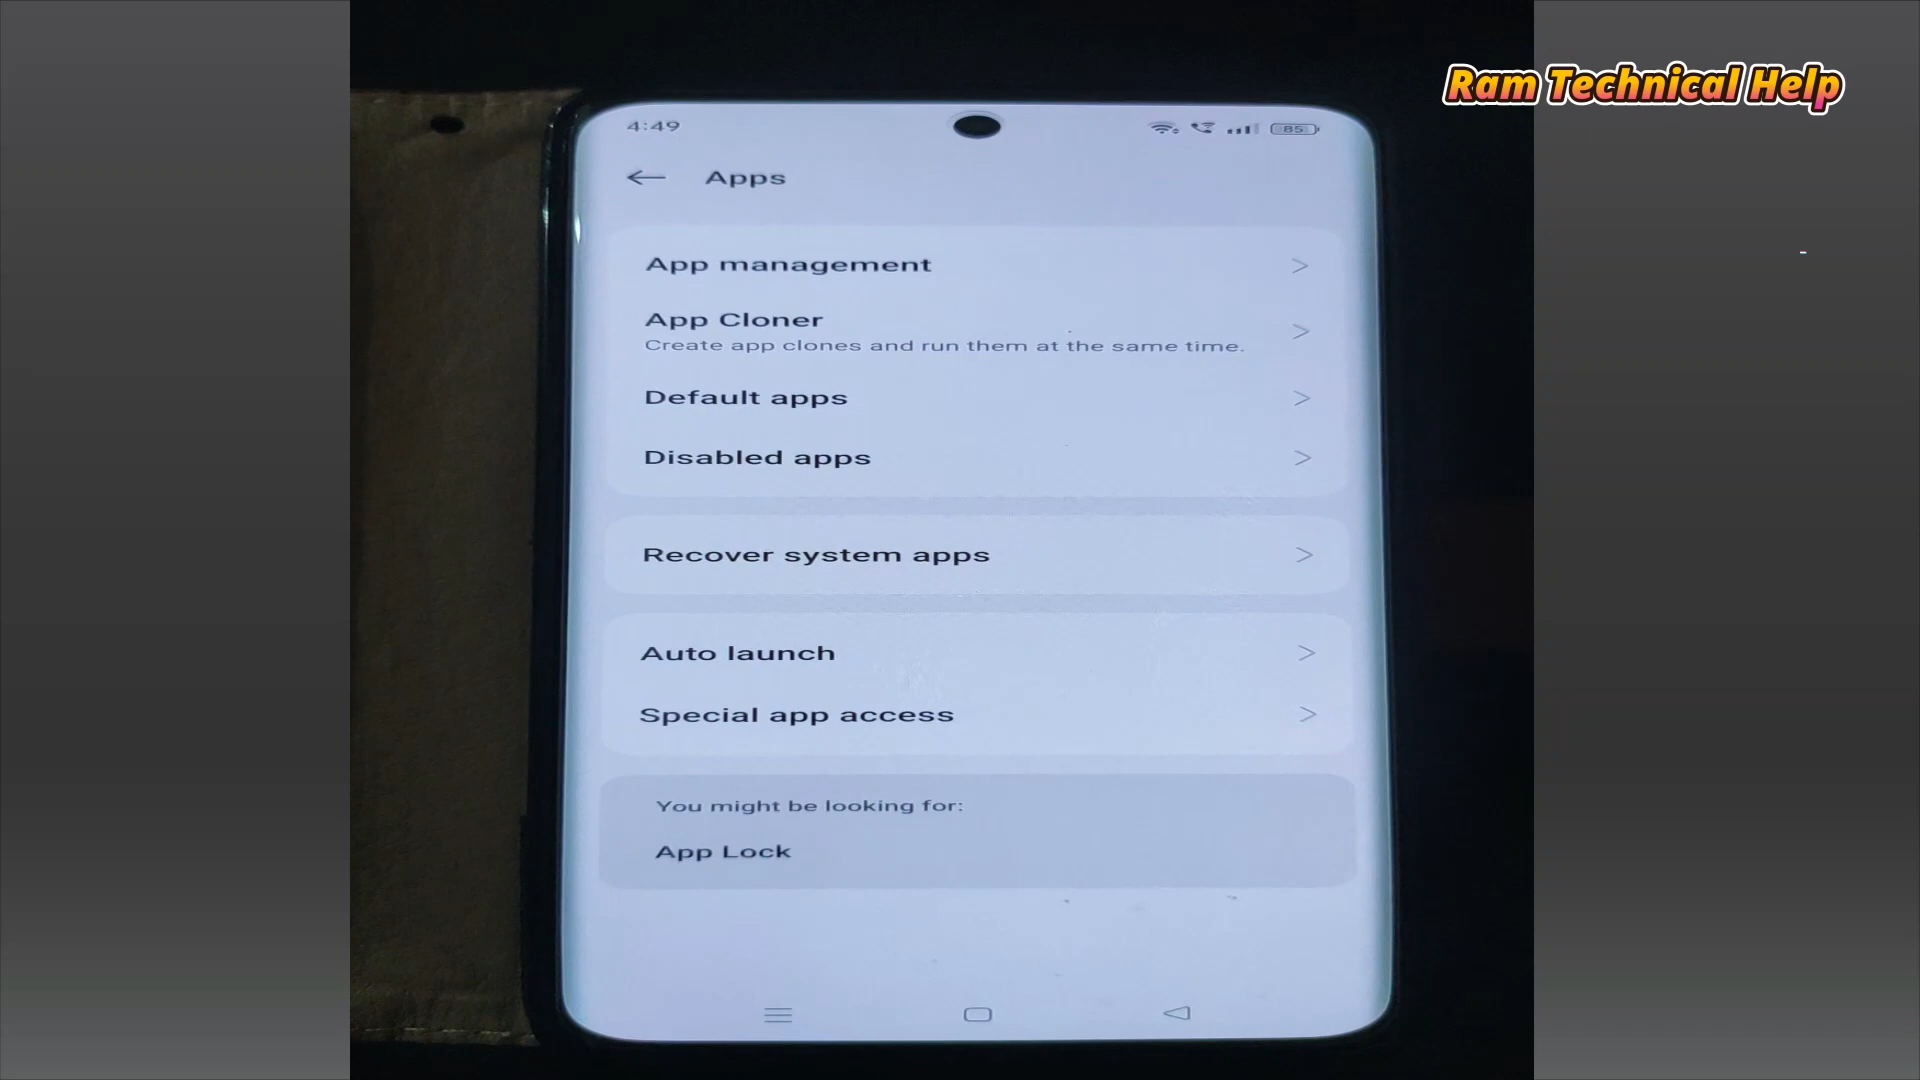 Ram Technical Help
4:49
85
Apps
App management
App Cloner
Create app clones and run them at the same time.
Default apps
Disabled apps
Recover system apps
Auto launch
Special app access
You might be looking for:
App Lock